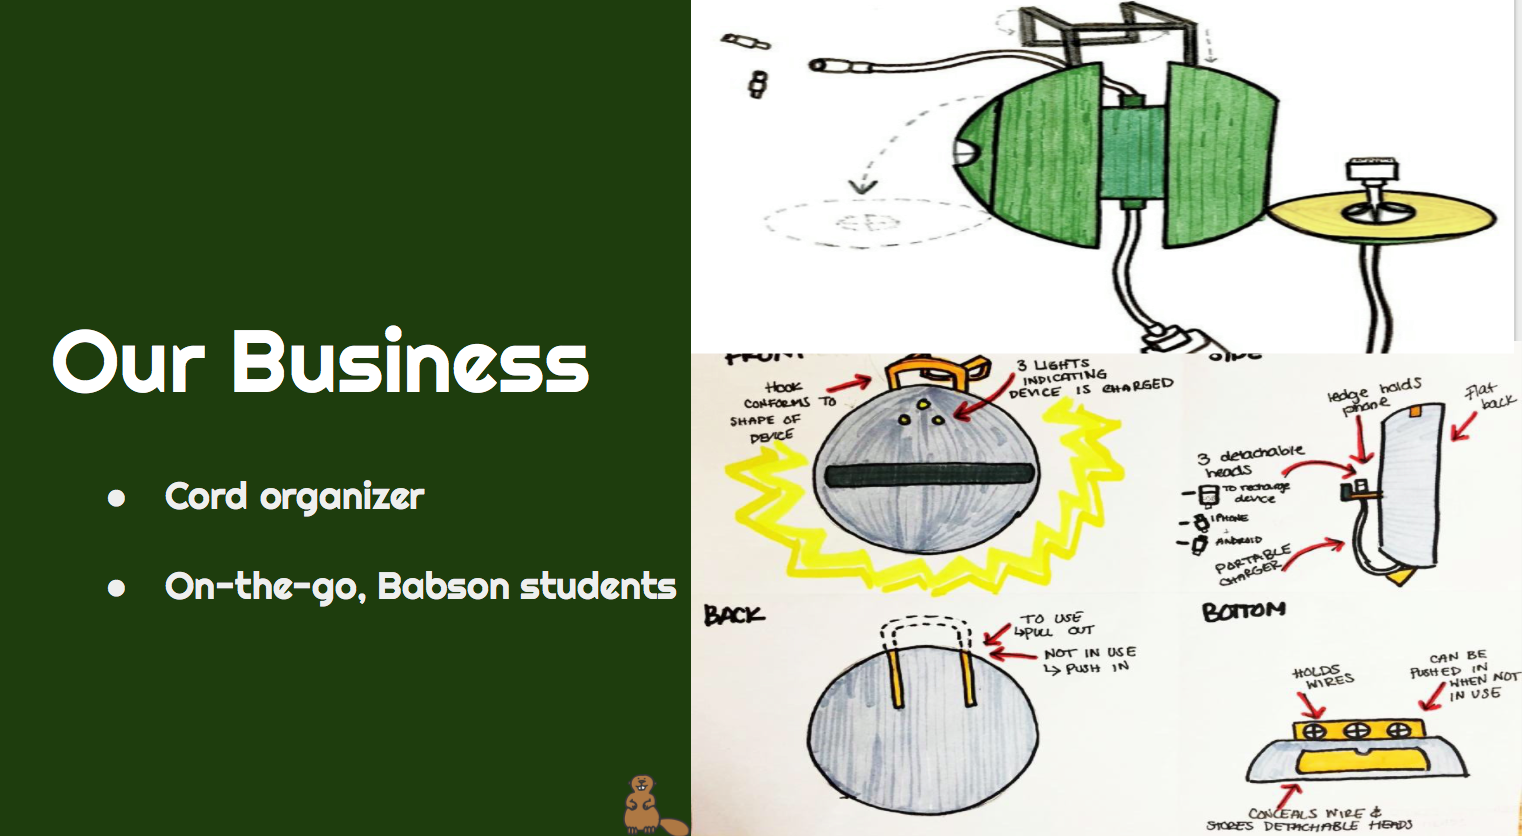 Our Business
● Cord organizer
● On-the-go, Babson students
FRONT
HOOK
CONFORMS TO
SHAPE OF
DEVICE
3 LIGHTS
INDICATING
DEVICE IS CHARGED
SIDE
ledge holds
phone
Flat
back
3 detachable
heads
TO recharge
device
IPHONE
+
ANDROID
PORTABLE
CHARGER
BACK
TO USE
↳PULL OUT
NOT IN USE
↳ PUSH IN
BOTTOM
HOLDS
WIRES
CAN BE
PUSHED IN
WHEN NOT
IN USE
CONCEALS WIRE &
STORES DETACHABLE HEADS